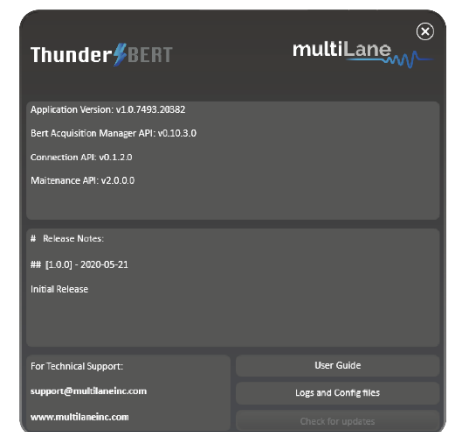 Thunder BERT
multiLane
Application Version: v1.0.7493.20382
Bert Acquisition Manager API: v0.10.3.0
Connection API: v0.1.2.0
Maitenance API: v2.0.0.0
# Release Notes:
## [1.0.0] - 2020-05-21
Initial Release
For Technical Support:
support@multilaneinc.com
www.multilaneinc.com
User Guide
Logs and Config files
Check for updates